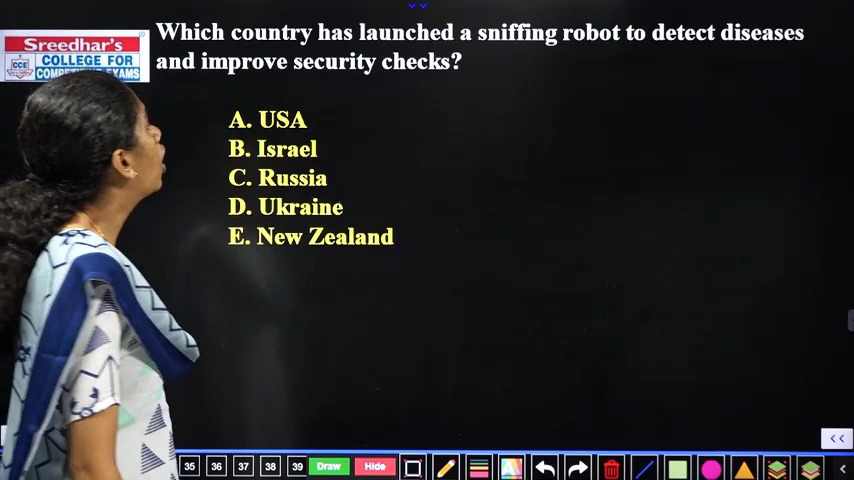 Which country has launched a sniffing robot to detect diseases
and improve security checks?
Sreedhar's
CCE
COLLEGE FOR
COMPETITIVE EXAMS
A. USA
B. Israel
C. Russia
D. Ukraine
E. New Zealand
35 36 37 38 39 Draw Hide